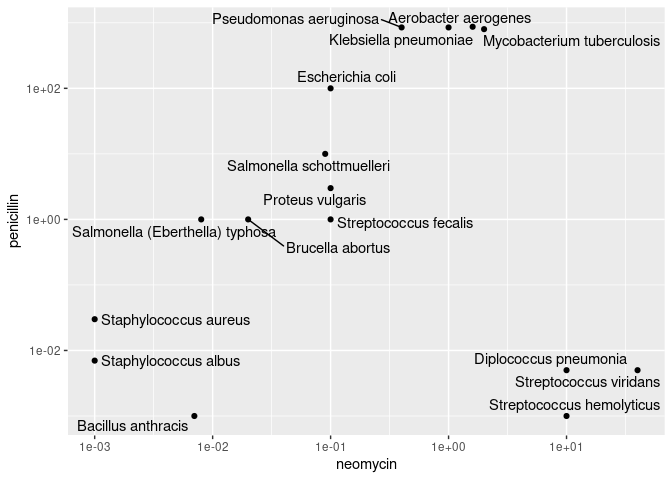 Pseudomonas aeruginosa
Aerobacter aerogenes
Klebsiella pneumoniae
Mycobacterium tuberculosis
Escherichia coli
1e+02
Salmonella schottmuelleri
Proteus vulgaris
penicillin
1e+00
Streptococcus fecalis
Salmonella (Eberthella) typhosa
Brucella abortus
Staphylococcus aureus
1e-02
Staphylococcus albus
Diplococcus pneumonia
Streptococcus viridans
Streptococcus hemolyticus
Bacillus anthracis
1e-03
1e-02
1e-01
1e+00
1e+01
neomycin